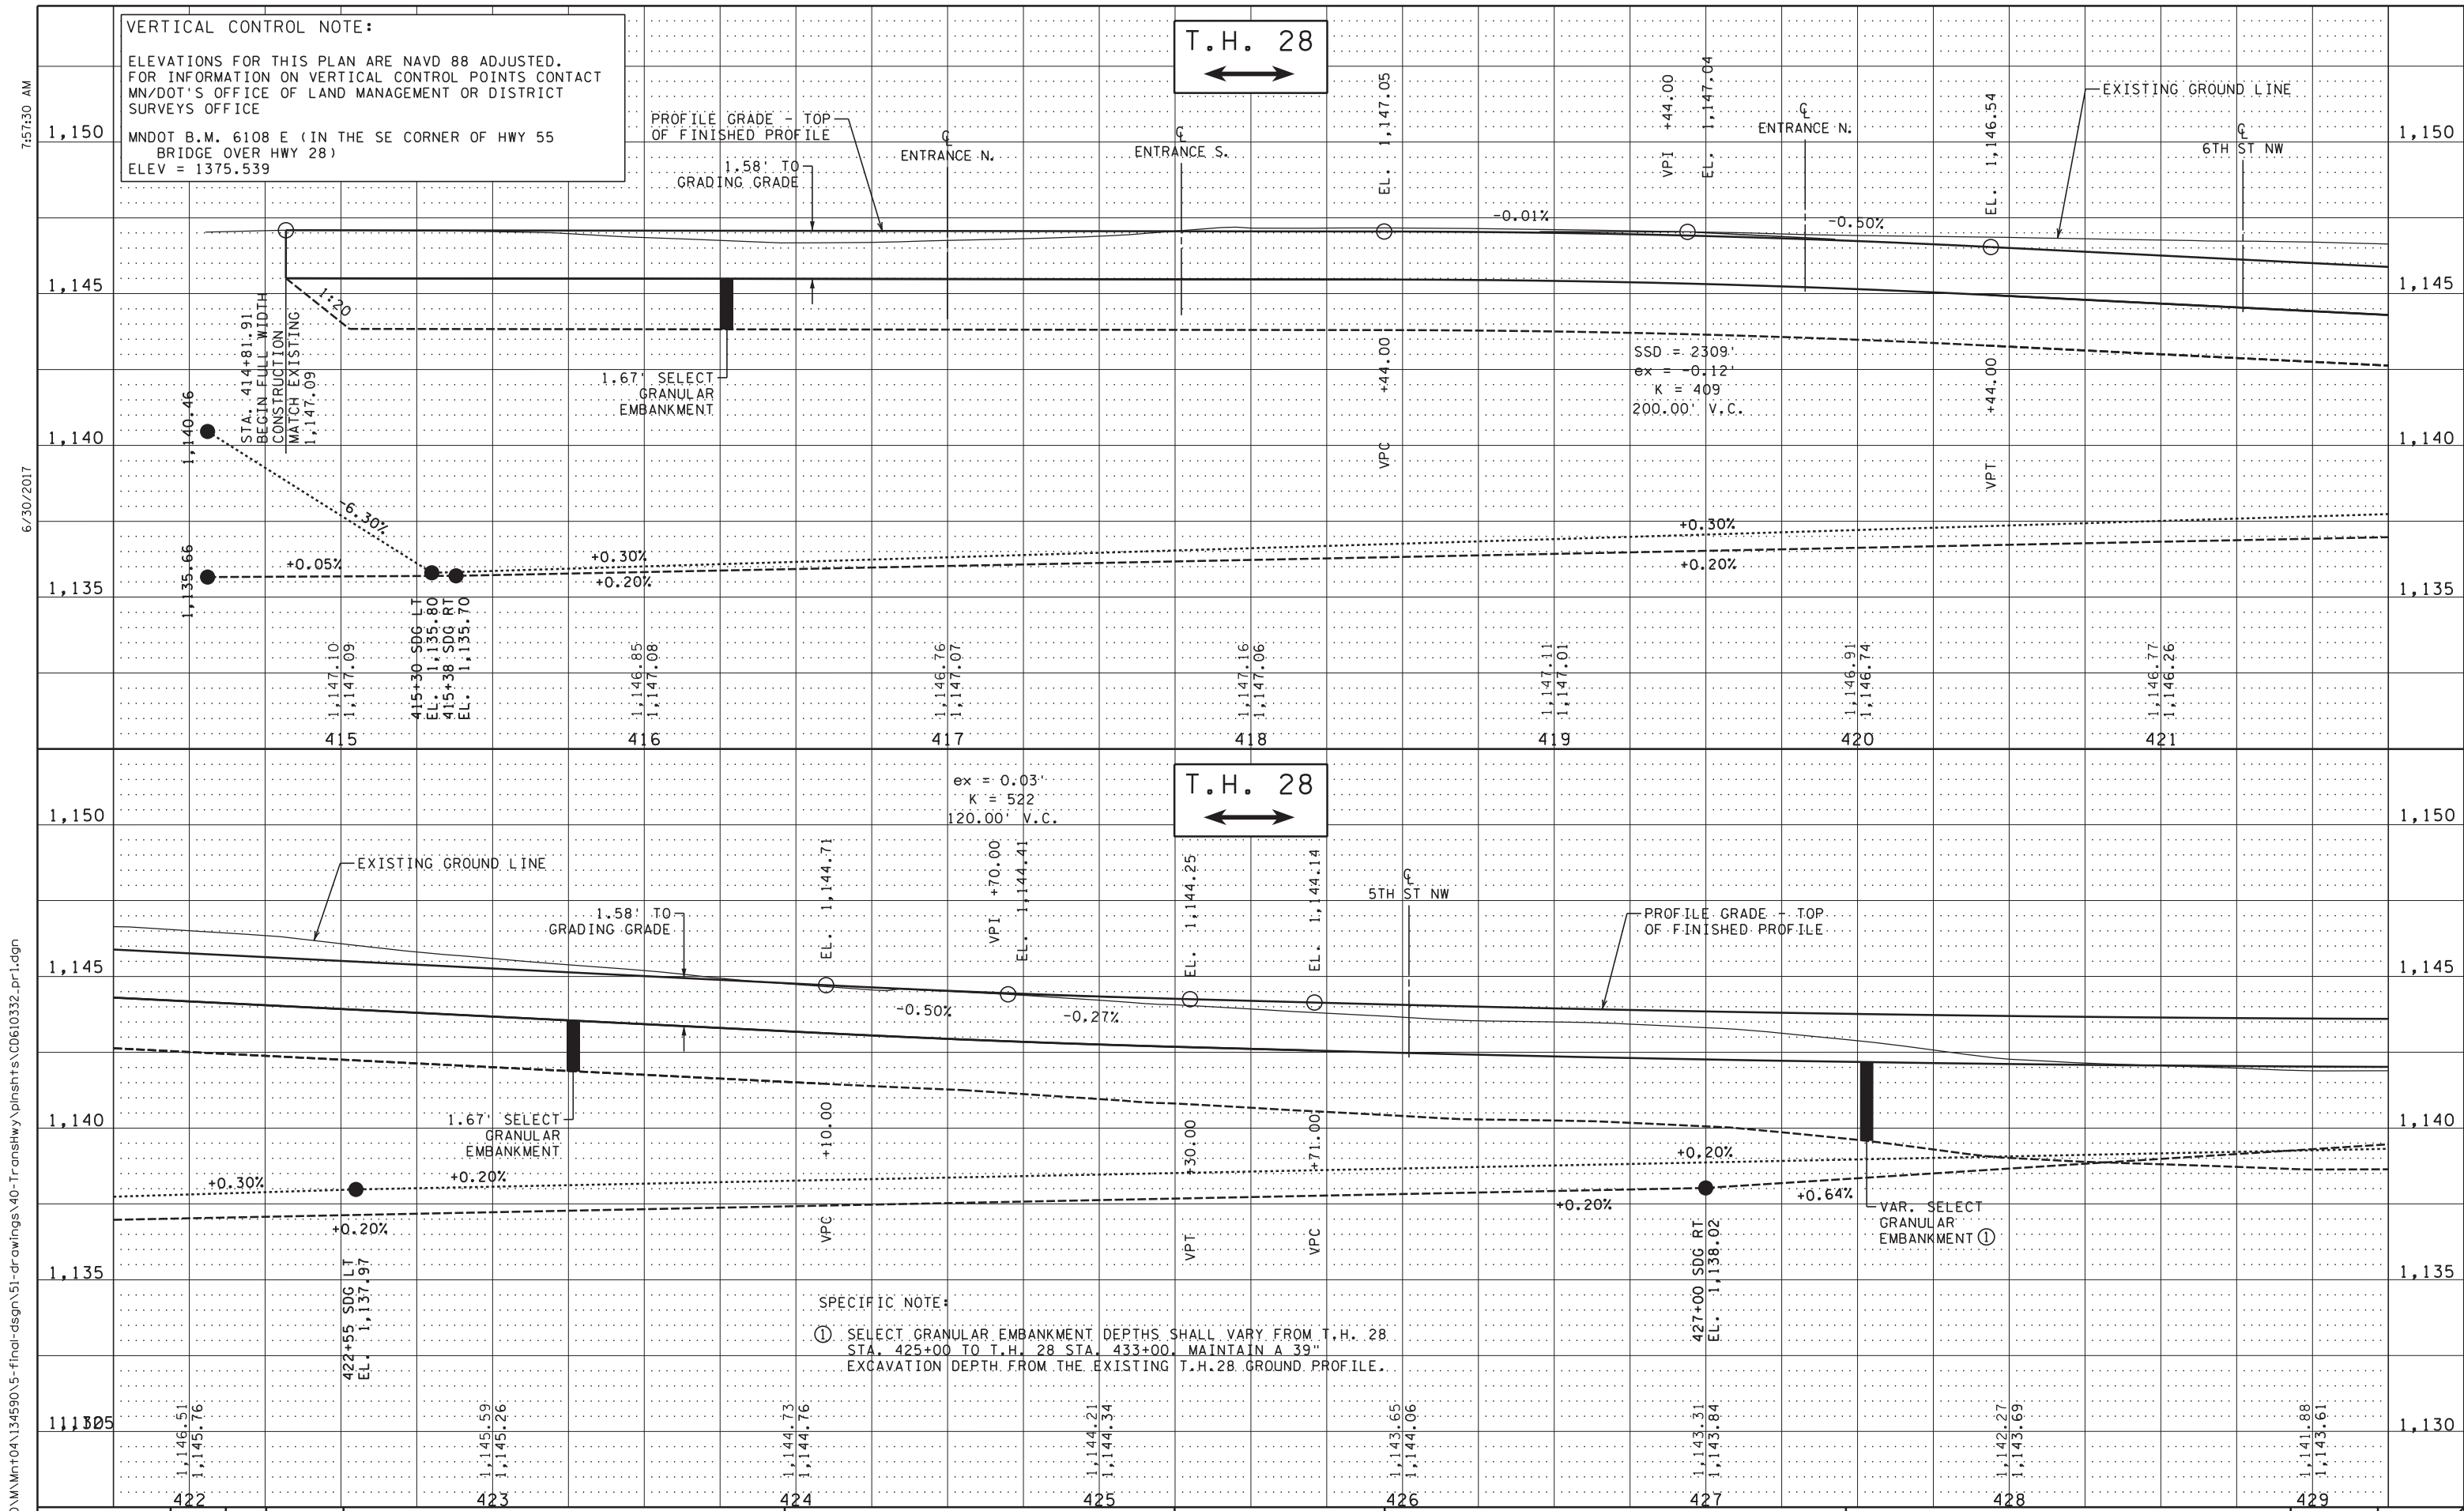 7:57:30 AM
6/30/2017
VERTICAL CONTROL NOTE:
ELEVATIONS FOR THIS PLAN ARE NAVD 88 ADJUSTED.
FOR INFORMATION ON VERTICAL CONTROL POINTS CONTACT
MN/DOT'S OFFICE OF LAND MANAGEMENT OR DISTRICT
SURVEYS OFFICE
MNDOT B.M. 6108 E (IN THE SE CORNER OF HWY 55
BRIDGE OVER HWY 28)
ELEV = 1375.539
T.H. 28
1,150
1,145
1,140
1,135
1,150
1,145
1,140
1,135
PROFILE GRADE - TOP
OF FINISHED PROFILE
1.58' TO
GRADING GRADE
℄
ENTRANCE N.
℄
ENTRANCE S.
EL. 1,147.05
VPI +44.00
EL. 1,147.04
℄
ENTRANCE N.
EL. 1,146.54
EXISTING GROUND LINE
℄
6TH ST NW
-0.01%
-0.50%
1:20
STA. 414+81.91
BEGIN FULL WIDTH
CONSTRUCTION
MATCH EXISTING
1,147.09
1.67' SELECT
GRANULAR
EMBANKMENT
VPC +44.00
SSD = 2309'
ex = -0.12'
K = 409
200.00' V.C.
VPT +44.00
1,140.46
-6.30%
1,135.66
+0.05%
+0.30%
+0.20%
+0.30%
+0.20%
415+30 SDG LT
EL. 1,135.80
415+38 SDG RT
EL. 1,135.70
1,147.10
1,147.09
1,146.85
1,147.08
1,146.76
1,147.07
1,147.16
1,147.06
1,147.11
1,147.01
1,146.91
1,146.74
1,146.77
1,146.26
415
416
417
418
419
420
421
T.H. 28
ex = 0.03'
K = 522
120.00' V.C.
1,150
1,145
1,140
1,135
1,130
1,150
1,145
1,140
1,135
EXISTING GROUND LINE
1.58' TO
GRADING GRADE
EL. 1,144.71
VPI +70.00
EL. 1,144.41
EL. 1,144.25
EL. 1,144.14
℄
5TH ST NW
PROFILE GRADE - TOP
OF FINISHED PROFILE
-0.50%
-0.27%
1.67' SELECT
GRANULAR
EMBANKMENT
VPC +10.00
VPT +30.00
VPC +71.00
+0.30%
+0.20%
+0.20%
+0.20%
+0.20%
+0.64%
VAR. SELECT
GRANULAR
EMBANKMENT ①
422+55 SDG LT
EL. 1,137.97
427+00 SDG RT
EL. 1,138.02
SPECIFIC NOTE:
① SELECT GRANULAR EMBANKMENT DEPTHS SHALL VARY FROM T.H. 28
STA. 425+00 TO T.H. 28 STA. 433+00. MAINTAIN A 39"
EXCAVATION DEPTH FROM THE EXISTING T.H.28 GROUND PROFILE.
1,146.51
1,145.76
1,145.59
1,145.26
1,144.73
1,144.76
1,144.21
1,144.34
1,143.65
1,144.06
1,143.31
1,143.84
1,142.27
1,143.69
1,141.88
1,143.61
422
423
424
425
426
427
428
429